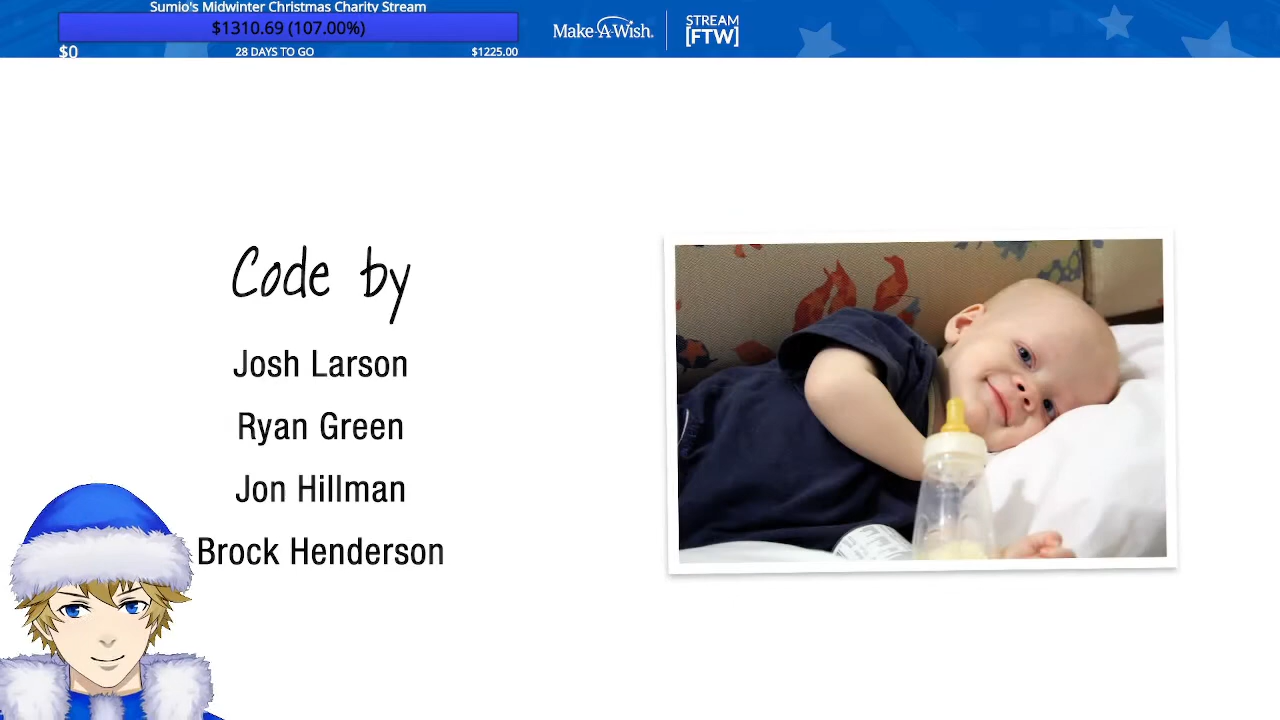 Sumio's Midwinter Christmas Charity Stream
$1310.69 (107.00%)
$0
28 DAYS TO GO
$1225.00
Make-A-Wish.
STREAM
[FTW]
Code by
Josh Larson
Ryan Green
Jon Hillman
Brock Henderson